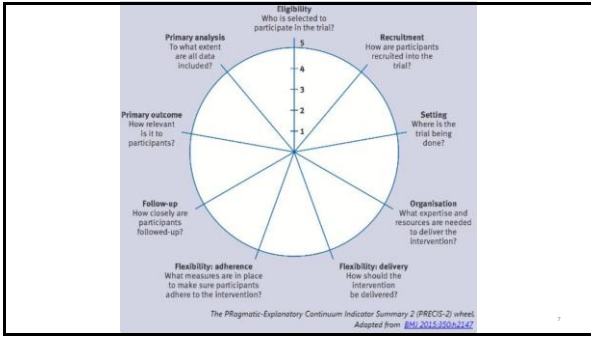 Eligibility
Who is selected to
participate in the trial?
Primary analysis
To what extent
are all data
included?
Recruitment
How are participants
recruited into the
trial?
5
4
3
2
1
Primary outcome
How relevant
is it to
participants?
Setting
Where is the
trial being
done?
Follow-up
How closely are
participants
followed-up?
Organisation
What expertise and
resources are needed
to deliver the
intervention?
Flexibility: adherence
What measures are in place
to make sure participants
adhere to the intervention?
Flexibility: delivery
How should the
intervention
be delivered?
The PRagmatic-Explanatory Continuum Indicator Summary 2 (PRECIS-2) wheel.
Adapted from BMJ 2015;350:h2147
7